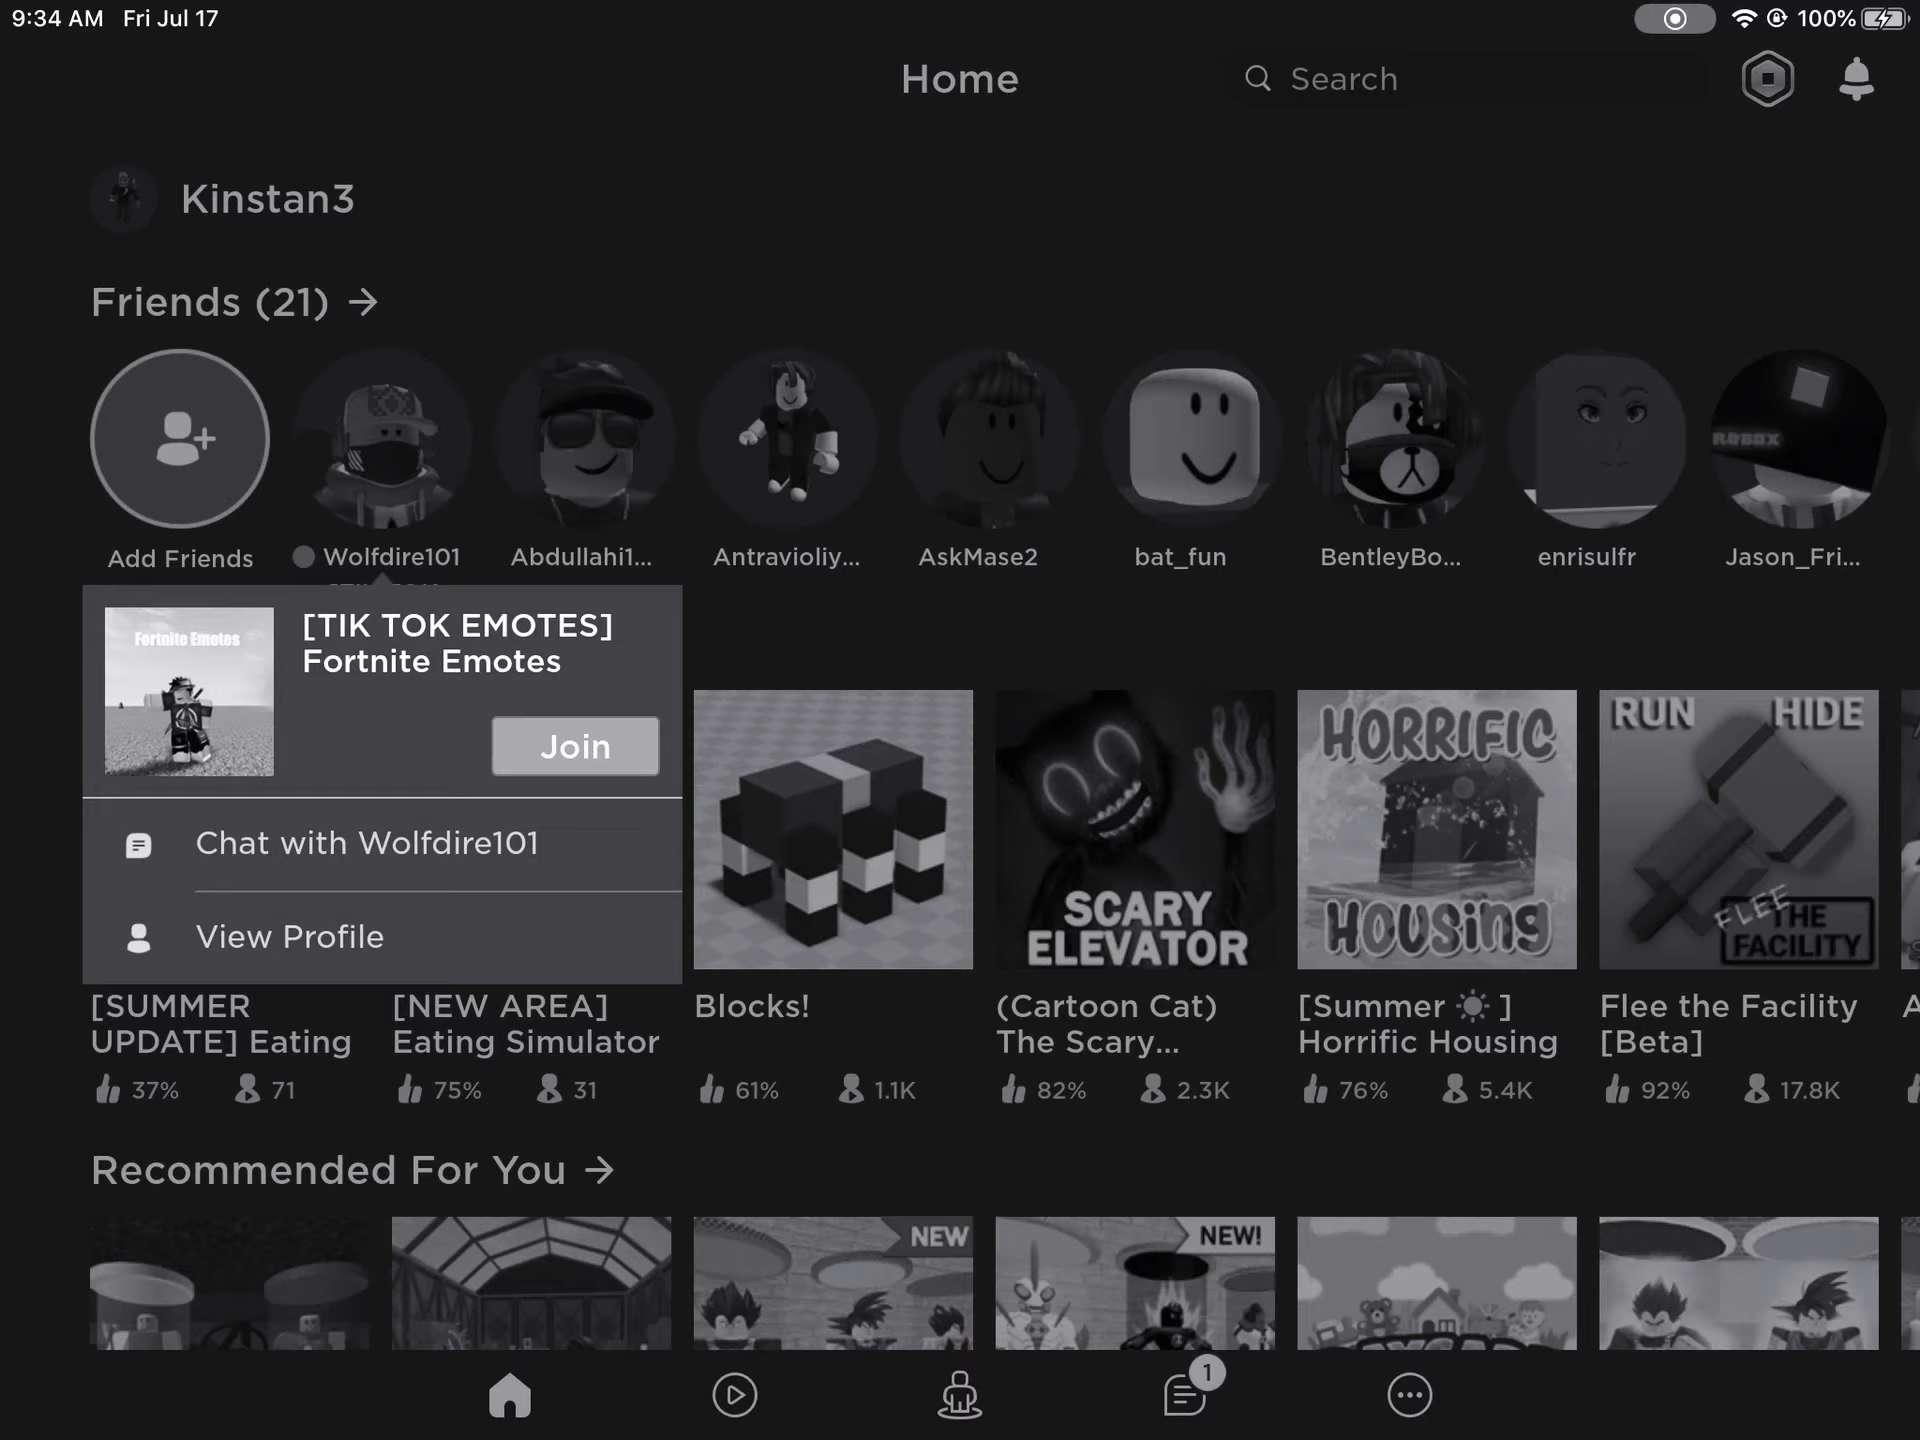 9:34 AM Fri Jul 17
100%
Home
Search
Kinstan3
Friends (21)
ROBOX
Add Friends
Wolfdire101
Abdullahi1...
Antravioliy...
AskMase2
bat_fun
BentleyBo...
enrisulfr
Jason_Fri...
Fortnite Emotes
[TIK TOK EMOTES]
Fortnite Emotes
Join
Chat with Wolfdire101
View Profile
SCARY
ELEVATOR
HORRIFIC
HOUSING
RUN HIDE
FLEE THE
FACILITY
[SUMMER
UPDATE] Eating
37% 71
[NEW AREA]
Eating Simulator
75% 31
Blocks!
61% 1.1K
(Cartoon Cat)
The Scary...
82% 2.3K
[Summer ☀ ]
Horrific Housing
76% 5.4K
Flee the Facility
[Beta]
92% 17.8K
A
Recommended For You
NEW
NEW!
1